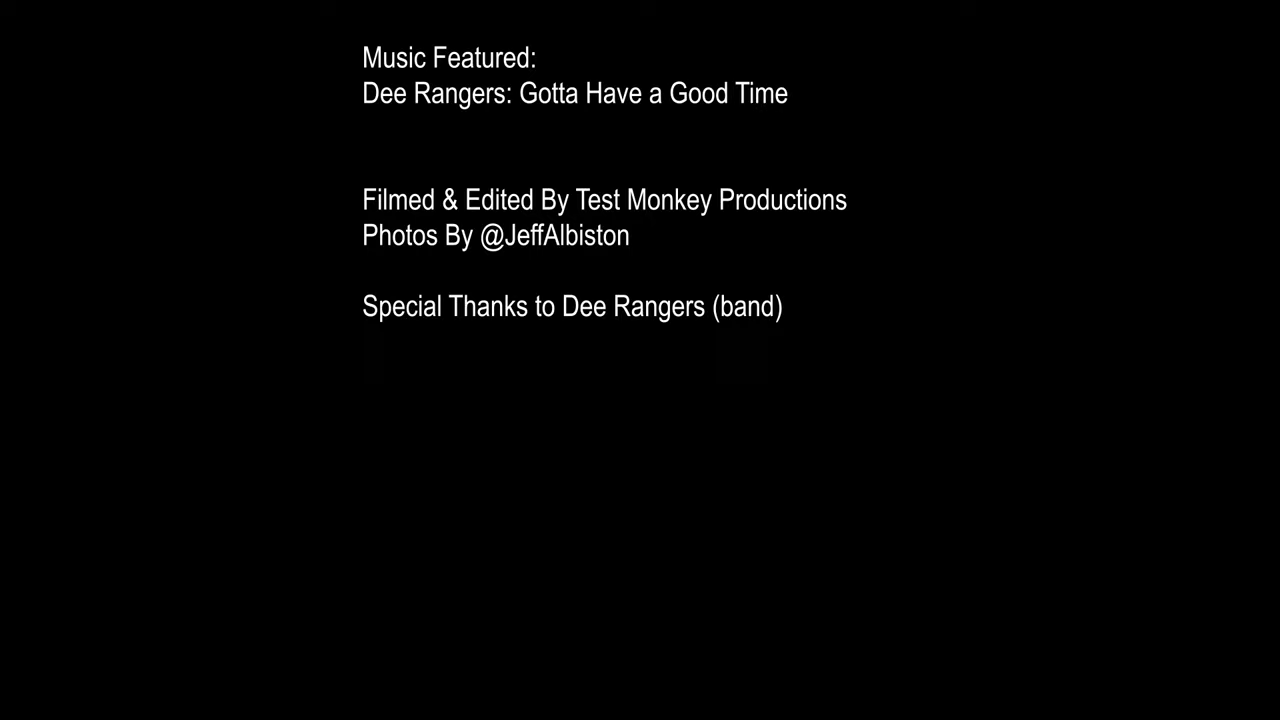 Music Featured:
Dee Rangers: Gotta Have a Good Time
Filmed & Edited By Test Monkey Productions
Photos By @JeffAlbiston
Special Thanks to Dee Rangers (band)